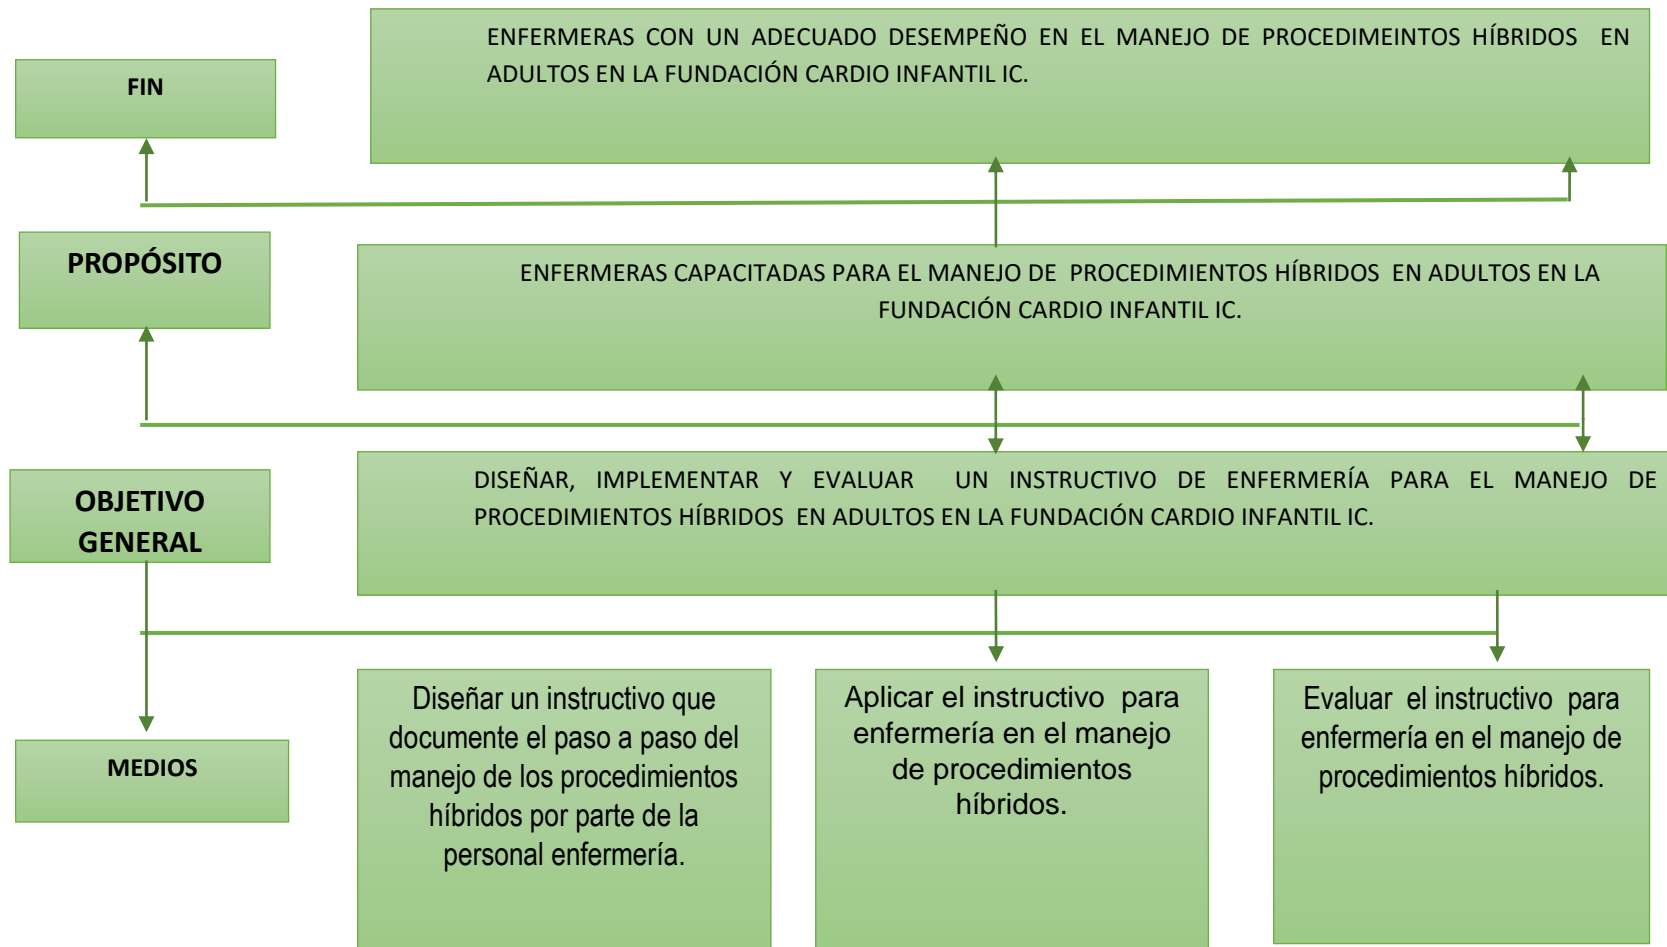 FIN
ENFERMERAS CON UN ADECUADO DESEMPEÑO EN EL MANEJO DE PROCEDIMEINTOS HÍBRIDOS EN
ADULTOS EN LA FUNDACIÓN CARDIO INFANTIL IC.
PROPÓSITO
ENFERMERAS CAPACITADAS PARA EL MANEJO DE PROCEDIMIENTOS HÍBRIDOS EN ADULTOS EN LA
FUNDACIÓN CARDIO INFANTIL IC.
OBJETIVO
GENERAL
DISEÑAR, IMPLEMENTAR Y EVALUAR UN INSTRUCTIVO DE ENFERMERÍA PARA EL MANEJO DE
PROCEDIMIENTOS HÍBRIDOS EN ADULTOS EN LA FUNDACIÓN CARDIO INFANTIL IC.
MEDIOS
Diseñar un instructivo que
documente el paso a paso del
manejo de los procedimientos
híbridos por parte de la
personal enfermería.
Aplicar el instructivo para
enfermería en el manejo
de procedimientos
híbridos.
Evaluar el instructivo para
enfermería en el manejo de
procedimientos híbridos.